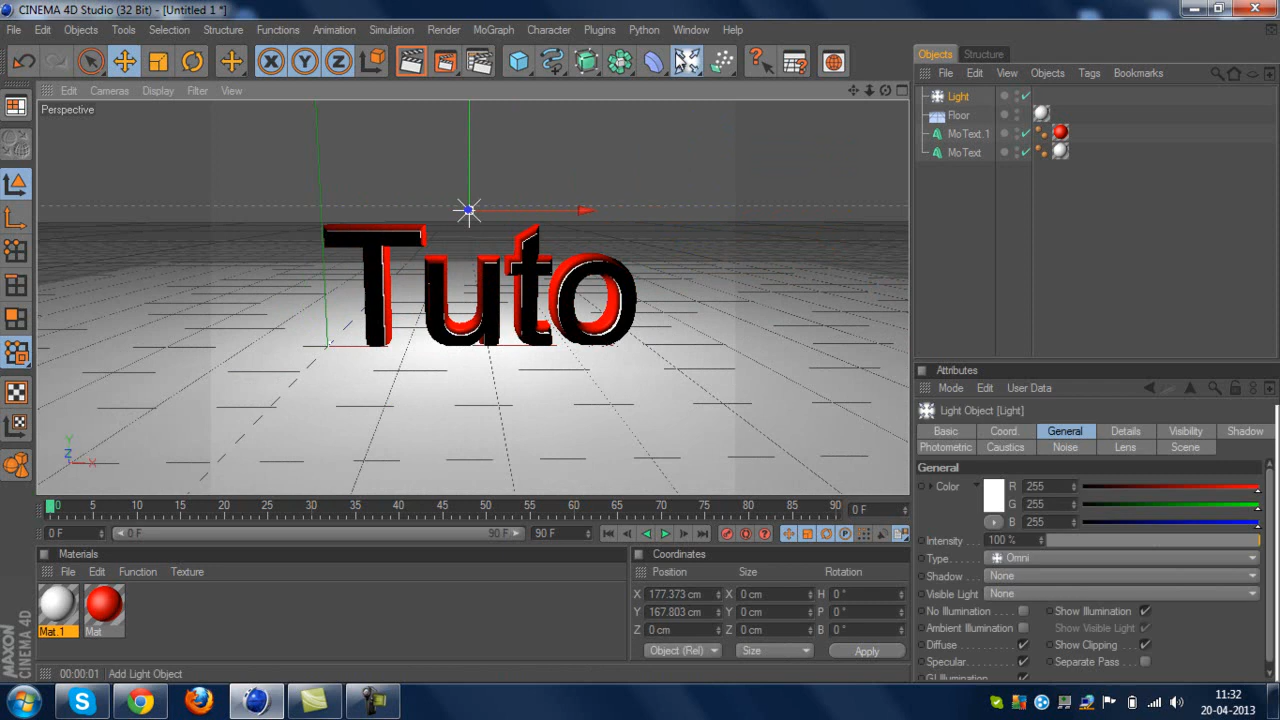 CINEMA 4D Studio (32 Bit) - [Untitled 1 *]
File Edit Objects Tools Selection Structure Functions Animation Simulation Render MoGraph Character Plugins Python Window Help
X Y Z
Objects Structure
File Edit View Objects Tags Bookmarks
Light
Floor
MoText.1
MoText
Edit Cameras Display Filter View
Perspective
Tuto
Y
Z X
0 5 10 15 20 25 30 35 40 45 50 55 60 65 70 75 80 85 90 0 F
0 F 0 F 90 F 90 F
Materials
File Edit Function Texture
Mat.1 Mat
Coordinates
Position Size Rotation
X 177.373 cm X 0 cm H 0 °
Y 167.803 cm Y 0 cm P 0 °
Z 0 cm Z 0 cm B 0 °
Object (Rel) Size Apply
Attributes
Mode Edit User Data
Light Object [Light]
Basic Coord. General Details Visibility Shadow
Photometric Caustics Noise Lens Scene
General
Color R 255
G 255
B 255
Intensity 100 %
Type Omni
Shadow None
Visible Light None
No Illumination Show Illumination
Ambient Illumination Show Visible Light
Diffuse Show Clipping
Specular Separate Pass
GI Illumination
MAXON
CINEMA 4D
00:00:01 Add Light Object
11:32
20-04-2013